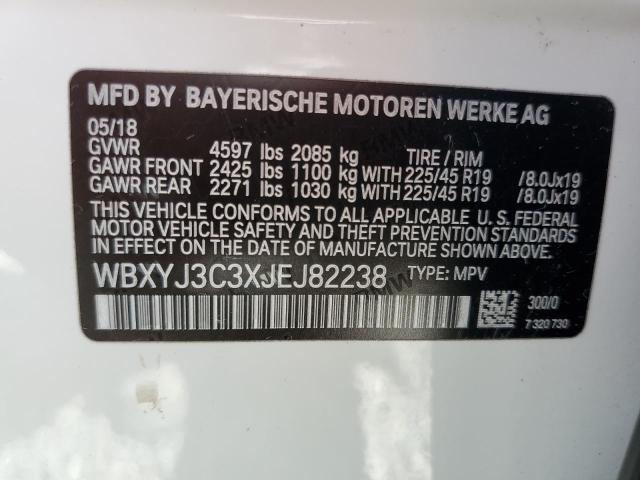 MFD BY BAYERISCHE MOTOREN WERKE AG
05/18
GVWR 4597 lbs 2085 kg TIRE / RIM
GAWR FRONT 2425 lbs 1100 kg WITH 225/45 R19 /8.0Jx19
GAWR REAR 2271 lbs 1030 kg WITH 225/45 R19 /8.0Jx19
THIS VEHICLE CONFORMS TO ALL APPLICABLE U. S. FEDERAL
MOTOR VEHICLE SAFETY AND THEFT PREVENTION STANDARDS
IN EFFECT ON THE DATE OF MANUFACTURE SHOWN ABOVE.
WBXYJ3C3XJEJ82238 TYPE: MPV
300/0
7 320 730